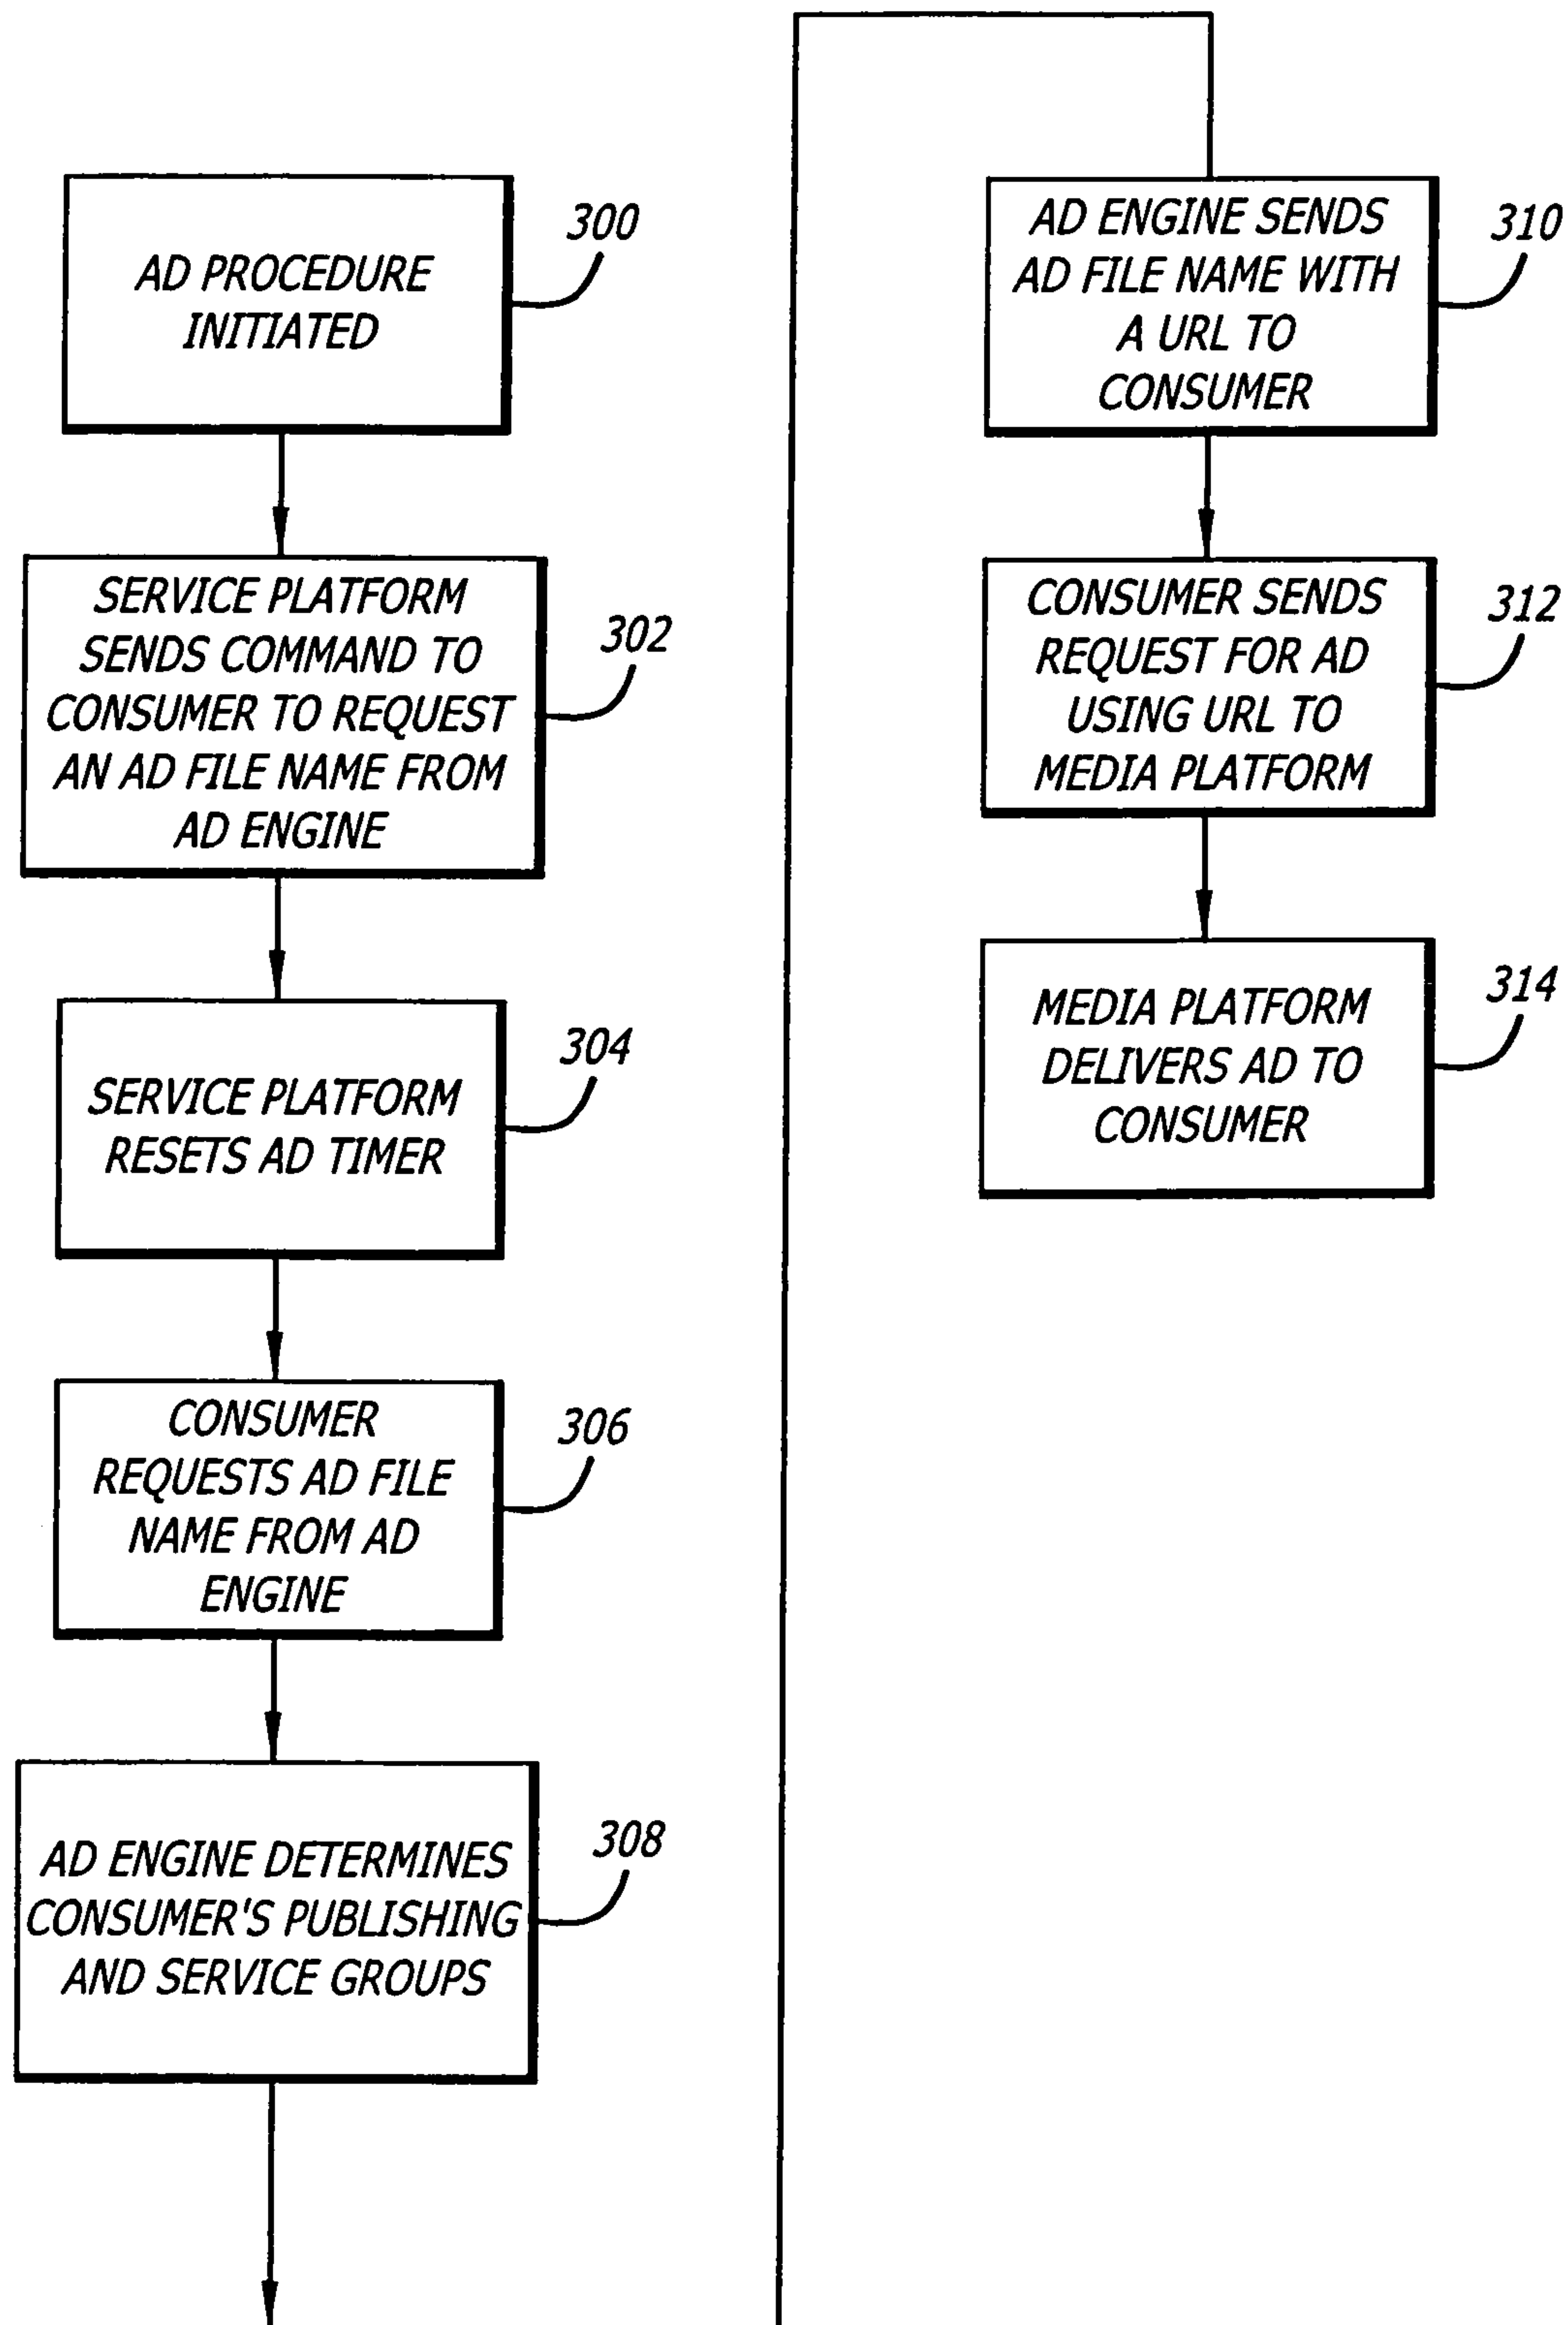 AD PROCEDURE
INITIATED
300
SERVICE PLATFORM
SENDS COMMAND TO
CONSUMER TO REQUEST
AN AD FILE NAME FROM
AD ENGINE
302
SERVICE PLATFORM
RESETS AD TIMER
304
CONSUMER
REQUESTS AD FILE
NAME FROM AD
ENGINE
306
AD ENGINE DETERMINES
CONSUMER'S PUBLISHING
AND SERVICE GROUPS
308
AD ENGINE SENDS
AD FILE NAME WITH
A URL TO
CONSUMER
310
CONSUMER SENDS
REQUEST FOR AD
USING URL TO
MEDIA PLATFORM
312
MEDIA PLATFORM
DELIVERS AD TO
CONSUMER
314